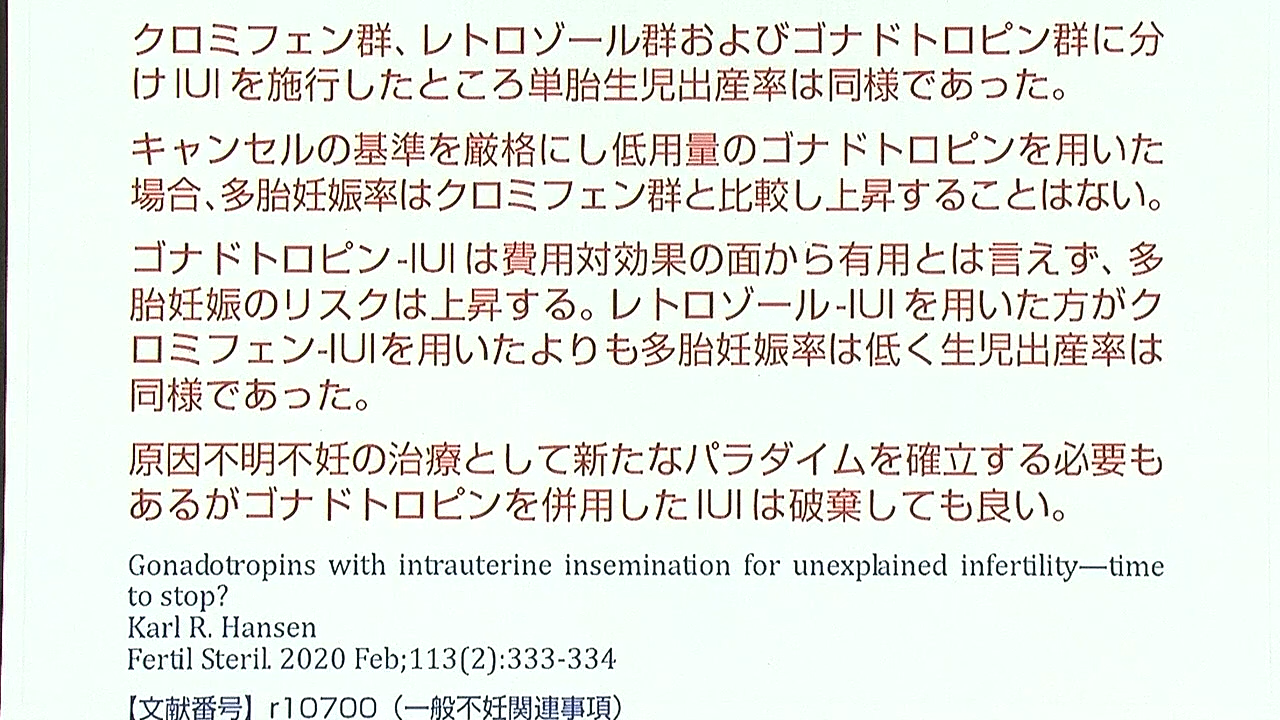 クロミフェン群、レトロゾール群およびゴナドトロピン群に分
けIUIを施行したところ単胎生児出産率は同様であった。
キャンセルの基準を厳格にし低用量のゴナドトロピンを用いた
場合、多胎妊娠率はクロミフェン群と比較し上昇することはない。
ゴナドトロピン-IUIは費用対効果の面から有用とは言えず、多
胎妊娠のリスクは上昇する。レトロゾール-IUIを用いた方がク
ロミフェン-IUIを用いたよりも多胎妊娠率は低く生児出産率は
同様であった。
原因不明不妊の治療として新たなパラダイムを確立する必要も
あるがゴナドトロピンを併用したIUIは破棄しても良い。
Gonadotropins with intrauterine insemination for unexplained infertility—time
to stop?
Karl R. Hansen
Fertil Steril. 2020 Feb;113(2):333-334
【文献番号】r10700（一般不妊関連事項）